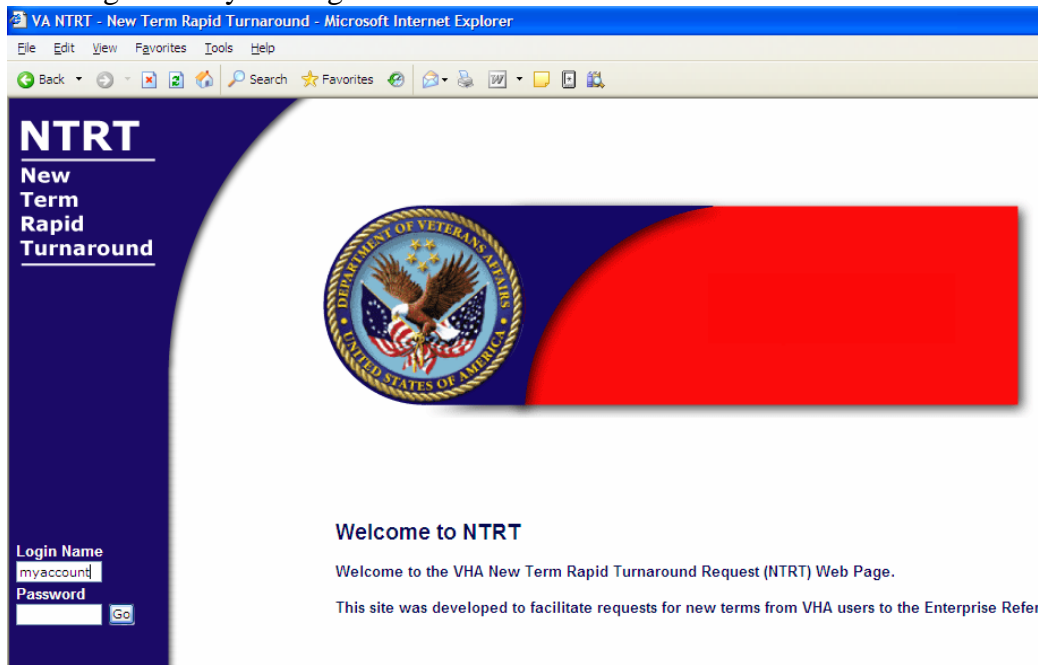 VA NTRT - New Term Rapid Turnaround - Microsoft Internet Explorer
File Edit View Favorites Tools Help
Back Search Favorites
NTRT
New
Term
Rapid
Turnaround
DEPARTMENT OF VETERANS AFFAIRS
UNITED STATES OF AMERICA
Welcome to NTRT
Welcome to the VHA New Term Rapid Turnaround Request (NTRT) Web Page.
This site was developed to facilitate requests for new terms from VHA users to the Enterprise Refer
Login Name
myaccount
Password
Go